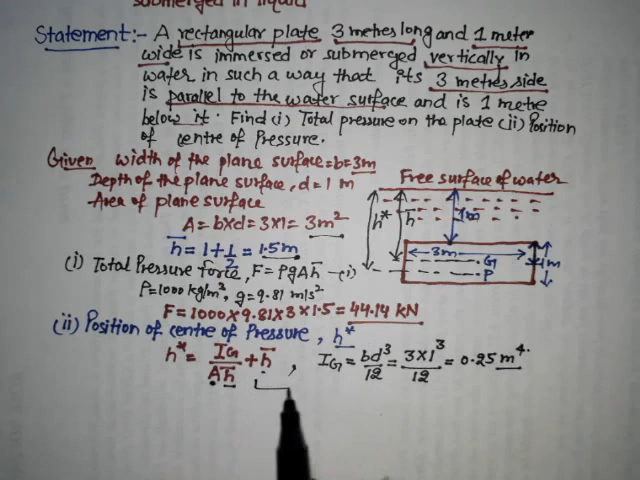 submerged in liquid
Statement:- A rectangular plate 3 metres long and 1 meter
wide is immersed or submerged vertically in
water in such a way that its 3 metres side
is parallel to the water surface and is 1 metre
below it. Find (i) Total pressure on the plate (ii) Position
of centre of Pressure.
Given width of the plane surface = b = 3m
Depth of the plane surface, d = 1 m
Area of plane surface
A = b×d = 3×1 = 3m²
h̄ = 1 + 1/2 = 1.5m
(i) Total Pressure force, F = ρgAh̄ —(i)
ρ = 1000 kg/m³, g = 9.81 m/s²
F = 1000×9.81×3×1.5 = 44.14 kN
(ii) Position of centre of Pressure, h*
h* = IG/Ah̄ + h̄ , IG = bd³/12 = 3×1³/12 = 0.25 m⁴.
Free surface of water
h* h̄ 1m
3m G 1m
P